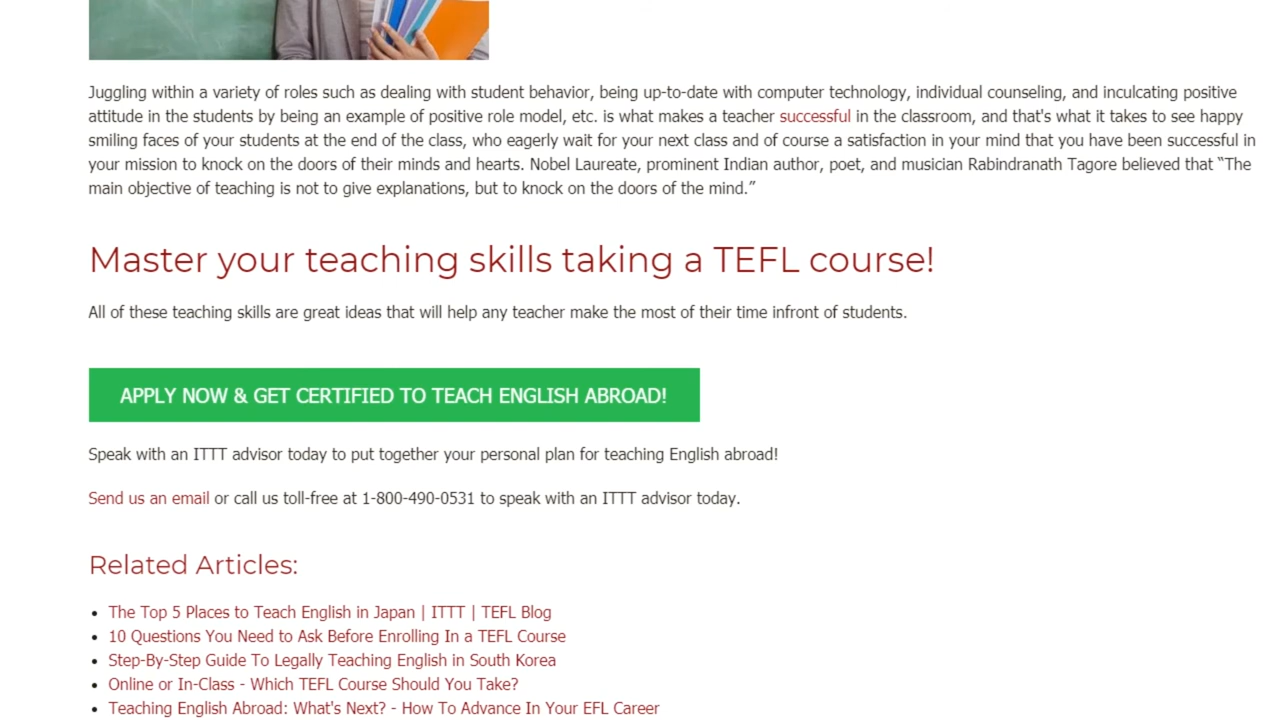 Juggling within a variety of roles such as dealing with student behavior, being up-to-date with computer technology, individual counseling, and inculcating positive
attitude in the students by being an example of positive role model, etc. is what makes a teacher successful in the classroom, and that's what it takes to see happy
smiling faces of your students at the end of the class, who eagerly wait for your next class and of course a satisfaction in your mind that you have been successful in
your mission to knock on the doors of their minds and hearts. Nobel Laureate, prominent Indian author, poet, and musician Rabindranath Tagore believed that “The
main objective of teaching is not to give explanations, but to knock on the doors of the mind.”
Master your teaching skills taking a TEFL course!
All of these teaching skills are great ideas that will help any teacher make the most of their time infront of students.
APPLY NOW & GET CERTIFIED TO TEACH ENGLISH ABROAD!
Speak with an ITTT advisor today to put together your personal plan for teaching English abroad!
Send us an email or call us toll-free at 1-800-490-0531 to speak with an ITTT advisor today.
Related Articles:
• The Top 5 Places to Teach English in Japan | ITTT | TEFL Blog
• 10 Questions You Need to Ask Before Enrolling In a TEFL Course
• Step-By-Step Guide To Legally Teaching English in South Korea
• Online or In-Class - Which TEFL Course Should You Take?
• Teaching English Abroad: What's Next? - How To Advance In Your EFL Career